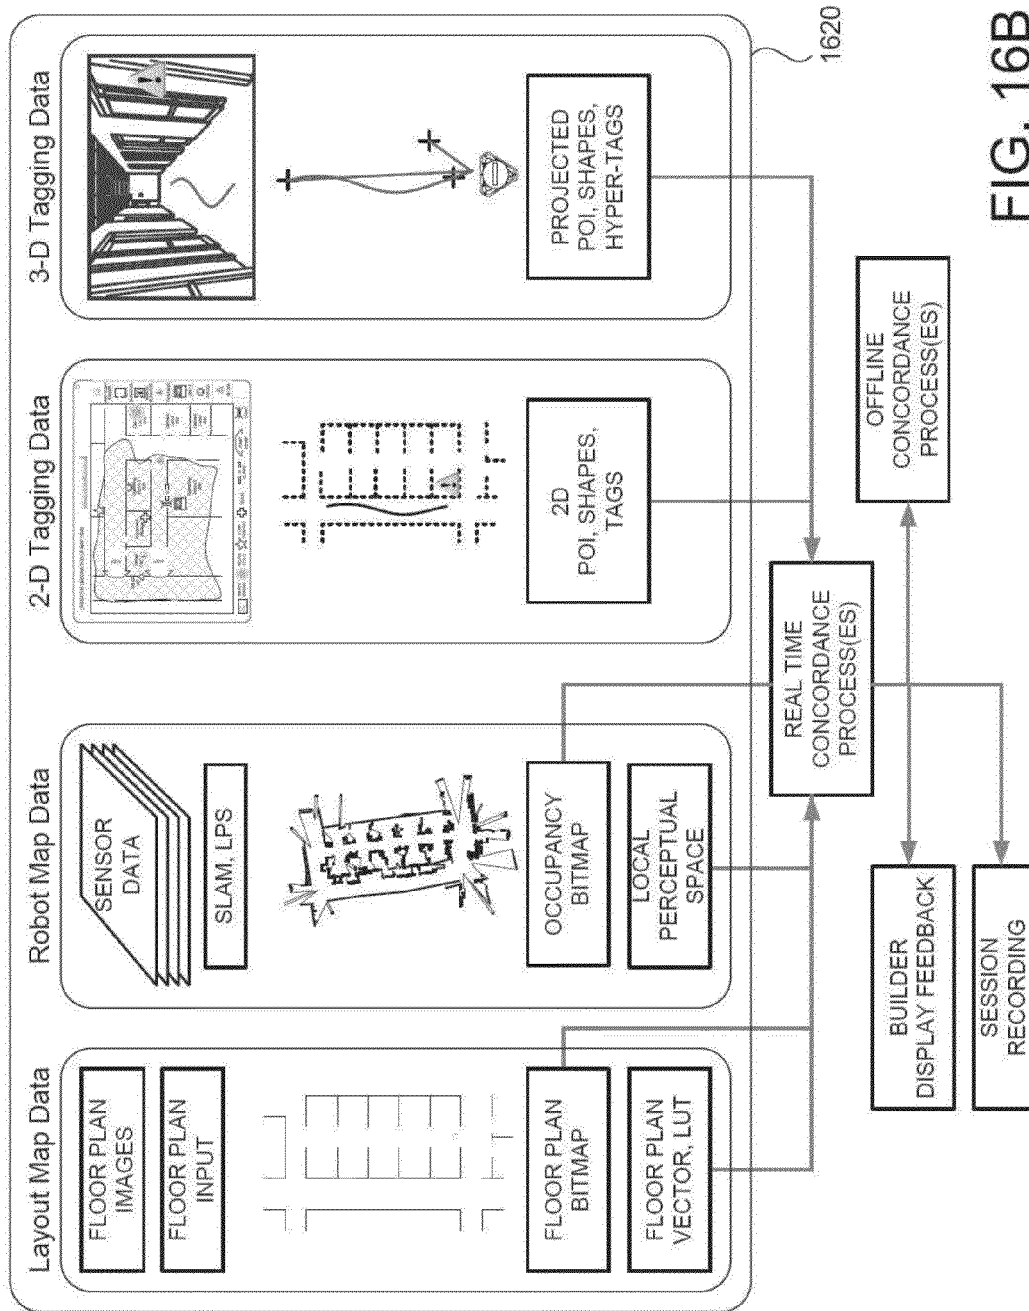 Layout Map Data
FLOOR PLAN
IMAGES
FLOOR PLAN
INPUT
FLOOR PLAN
BITMAP
FLOOR PLAN
VECTOR, LUT
Robot Map Data
SENSOR
DATA
SLAM, LPS
OCCUPANCY
BITMAP
LOCAL
PERCEPTUAL
SPACE
2-D Tagging Data
2D
POI, SHAPES,
TAGS
3-D Tagging Data
PROJECTED
POI, SHAPES,
HYPER-TAGS
1620
REAL TIME
CONCORDANCE
PROCESS(ES)
OFFLINE
CONCORDANCE
PROCESS(ES)
BUILDER
DISPLAY FEEDBACK
SESSION
RECORDING
FIG. 16B